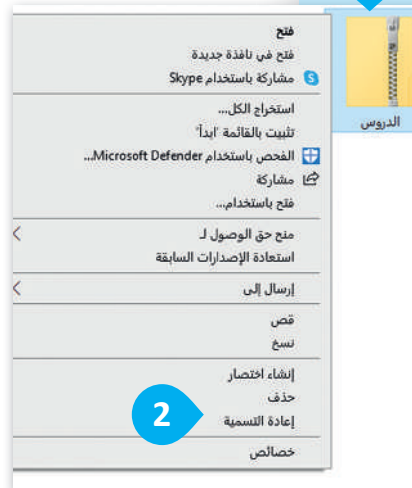 فتح
فتح في نافذة جديدة
مشاركة باستخدام Skype
الدروس
استخراج الكل...
تثبيت بالقائمة "ابدأ"
الفحص باستخدام Microsoft Defender...
مشاركة
فتح باستخدام...
منح حق الوصول لـ
استعادة الإصدارات السابقة
إرسال إلى
قص
نسخ
إنشاء اختصار
حذف
إعادة التسمية
2
خصائص